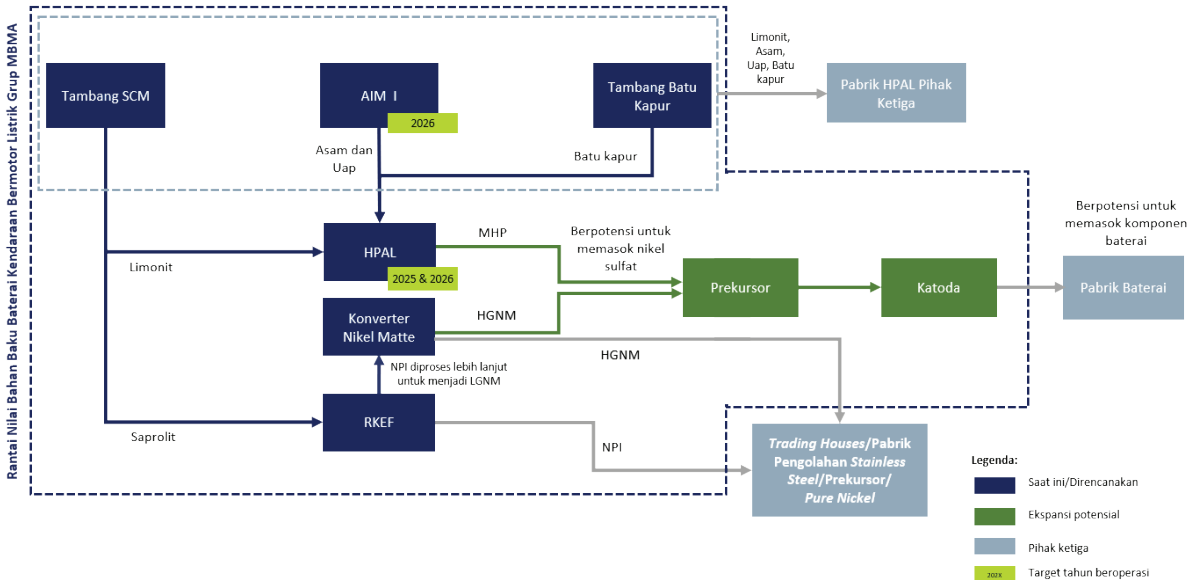 Rantai Nilai Bahan Baku Baterai Kendaraan Bermotor Listrik Grup MBMA
Tambang SCM
AIM I
2026
Tambang Batu
Kapur
Limonit,
Asam,
Uap, Batu
kapur
Pabrik HPAL Pihak
Ketiga
Asam dan
Uap
Batu kapur
HPAL
2025 & 2026
Limonit
MHP
Berpotensi untuk
memasok nikel
sulfat
Prekursor
Katoda
Berpotensi untuk
memasok komponen
baterai
Pabrik Baterai
Konverter
Nikel Matte
HGNM
HGNM
NPI diproses lebih lanjut
untuk menjadi LGNM
RKEF
Saprolit
NPI
Trading Houses/Pabrik
Pengolahan Stainless
Steel/Prekursor/
Pure Nickel
Legenda:
Saat ini/Direncanakan
Ekspansi potensial
Pihak ketiga
2026
Target tahun beroperasi